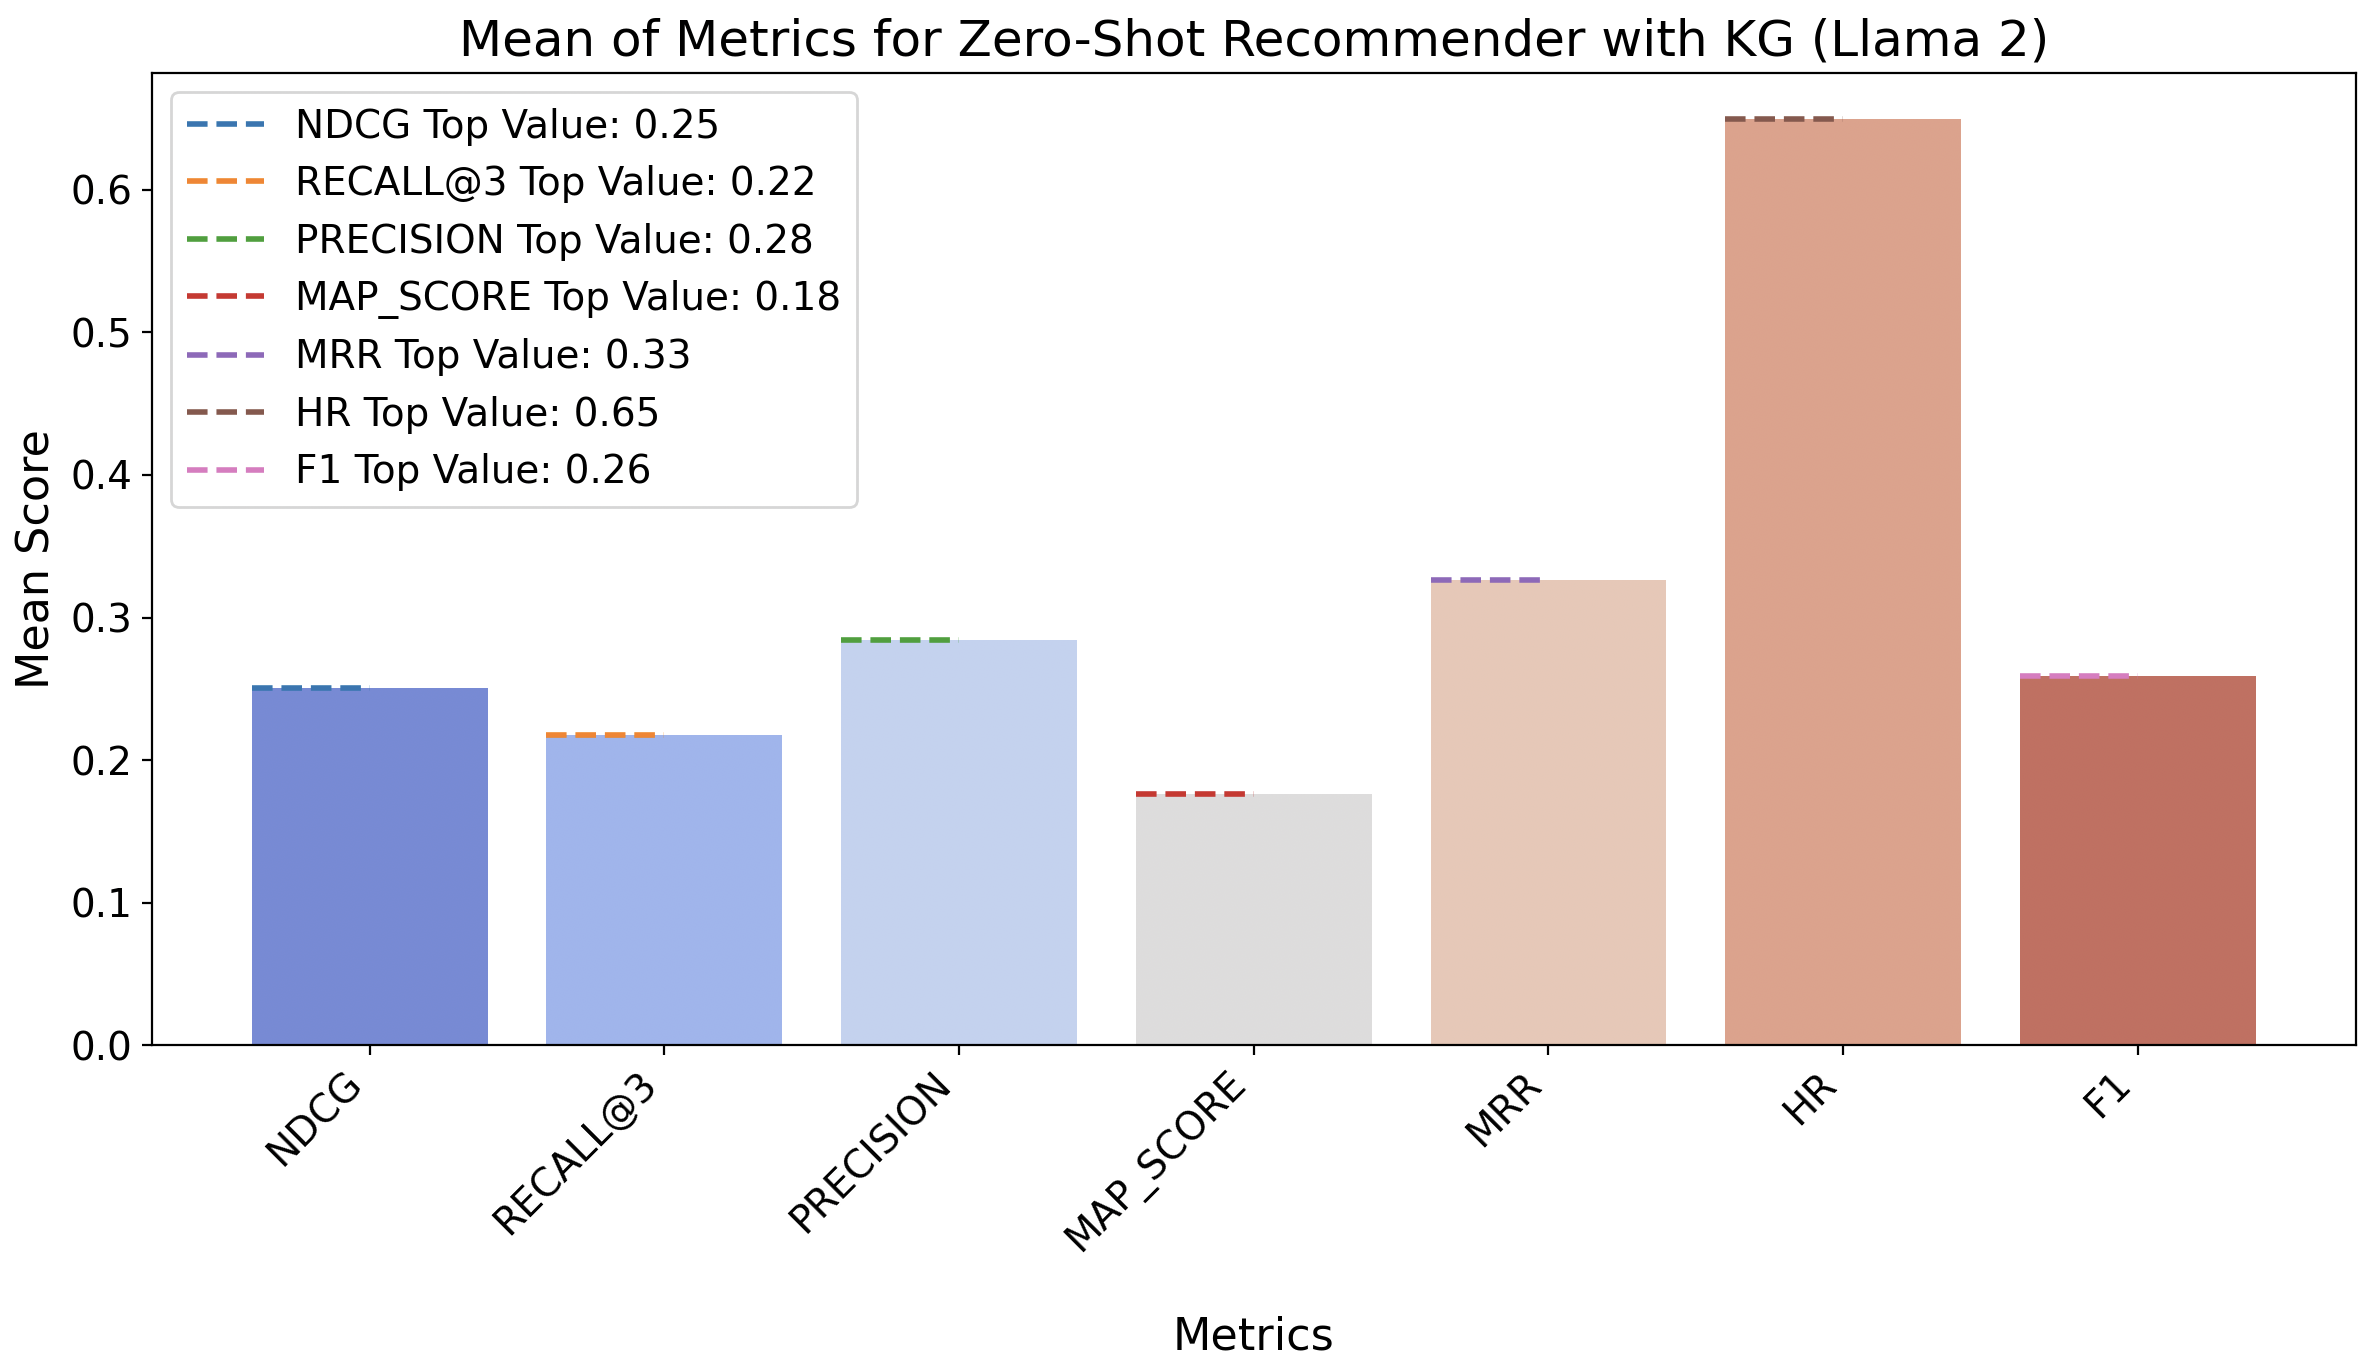 Mean of Metrics for Zero-Shot Recommender with KG (Llama 2)
NDCG Top Value: 0.25
RECALL@3 Top Value: 0.22
PRECISION Top Value: 0.28
MAP_SCORE Top Value: 0.18
MRR Top Value: 0.33
HR Top Value: 0.65
F1 Top Value: 0.26
Mean Score
0.6
0.5
0.4
0.3
0.2
0.1
0.0
NDCG
RECALL@3
PRECISION
MAP_SCORE
MRR
HR
F1
Metrics